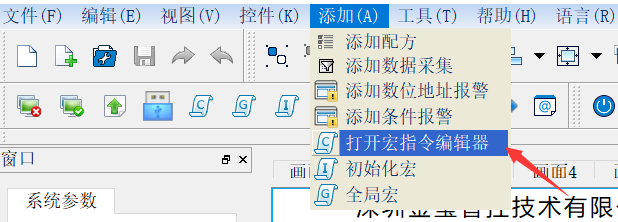 文件(F) 编辑(E) 视图(V) 控件(K) 添加(A) 工具(T) 帮助(H) 语言(R)
添加配方
添加数据采集
添加数位地址报警
添加条件报警
打开宏指令编辑器
初始化宏
全局宏
窗口
系统参数
画面4